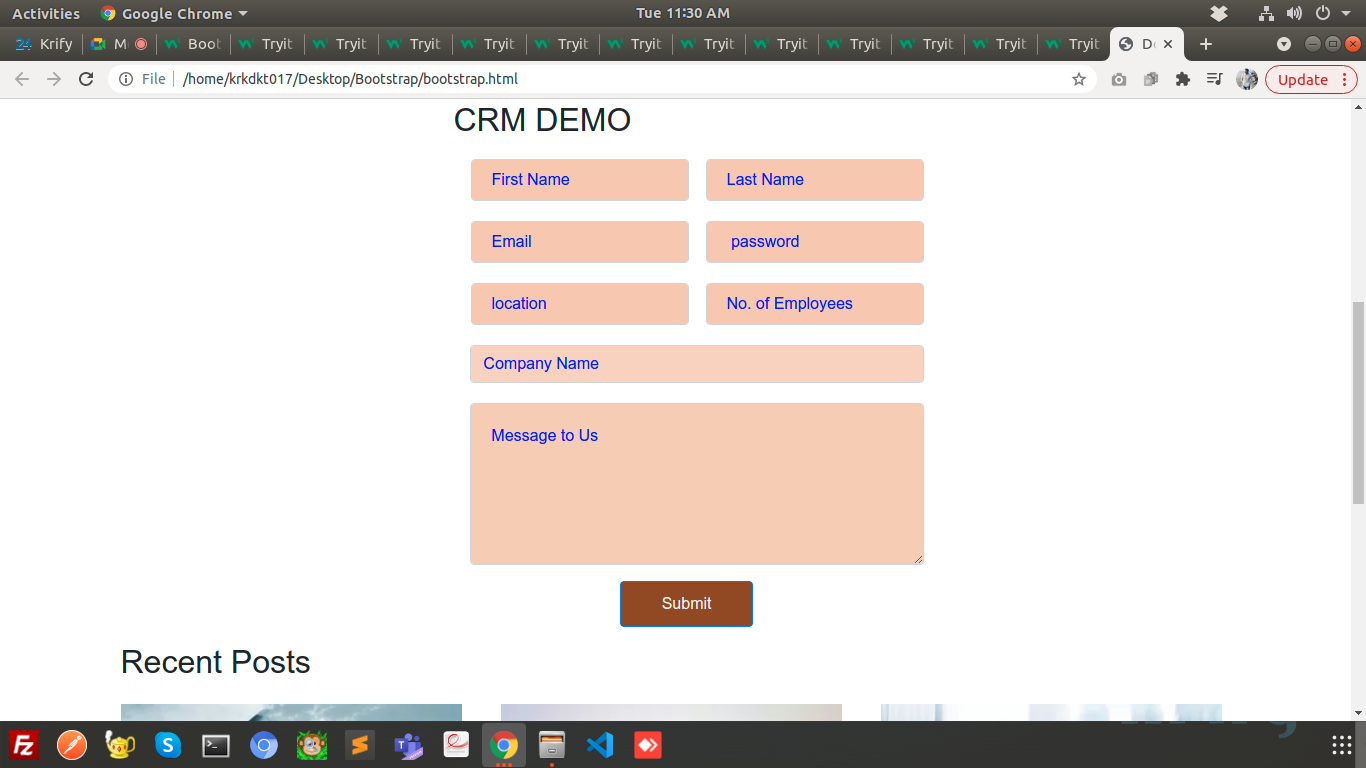 Activities Google Chrome Tue 11:30 AM
24 Krify M Boot Tryit Tryit Tryit Tryit Tryit Tryit Tryit Tryit Tryit Tryit Tryit Tryit D
File /home/krkdkt017/Desktop/Bootstrap/bootstrap.html Update
CRM DEMO
First Name Last Name
Email password
location No. of Employees
Company Name
Message to Us
Submit
Recent Posts